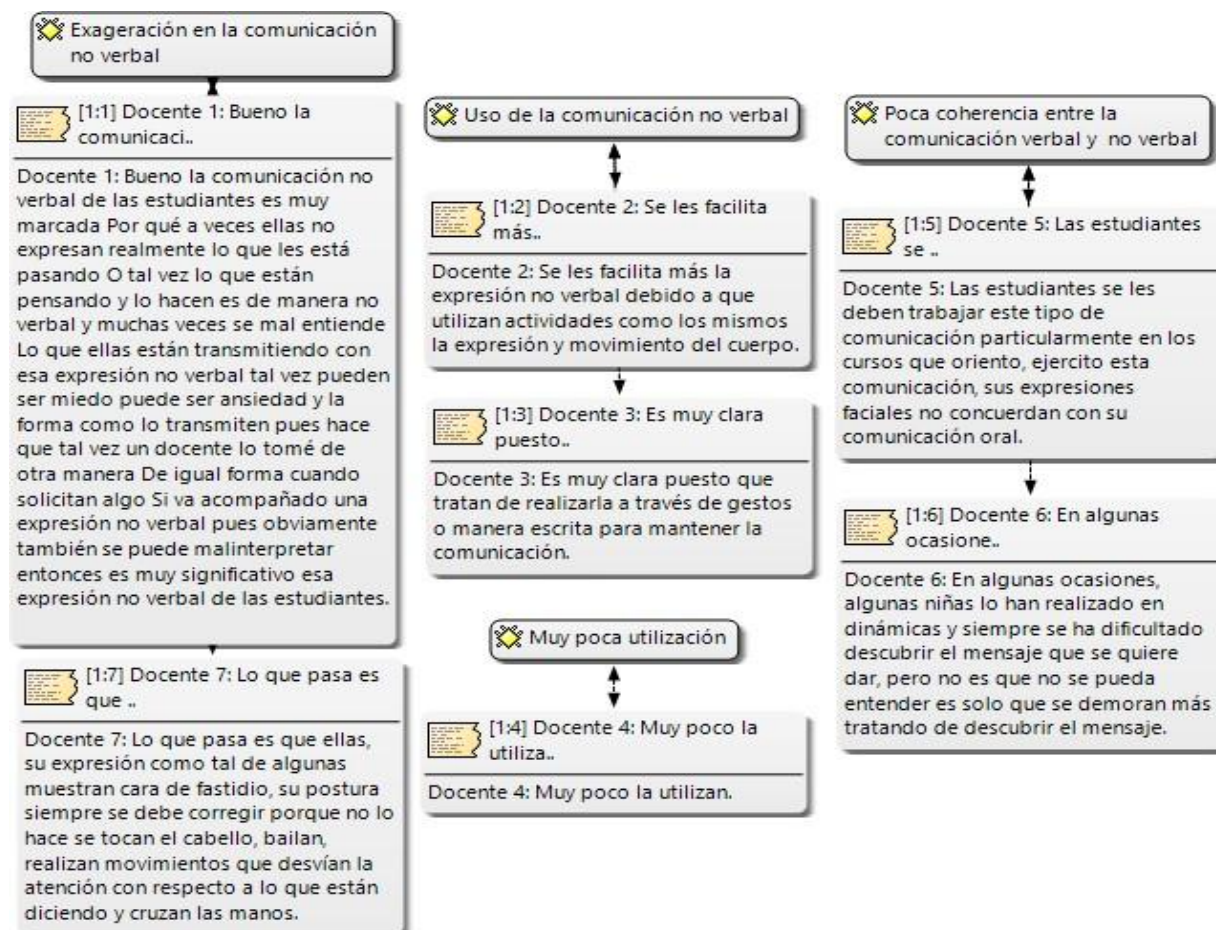 Exageración en la comunicación
no verbal
[1:1] Docente 1: Bueno la
comunicaci..
Docente 1: Bueno la comunicación no
verbal de las estudiantes es muy
marcada Por qué a veces ellas no
expresan realmente lo que les está
pasando O tal vez lo que están
pensando y lo hacen es de manera no
verbal y muchas veces se mal entiende
Lo que ellas están transmitiendo con
esa expresión no verbal tal vez pueden
ser miedo puede ser ansiedad y la
forma como lo transmiten pues hace
que tal vez un docente lo tomé de
otra manera De igual forma cuando
solicitan algo Si va acompañado una
expresión no verbal pues obviamente
también se puede malinterpretar
entonces es muy significativo esa
expresión no verbal de las estudiantes.
[1:7] Docente 7: Lo que pasa es
que ..
Docente 7: Lo que pasa es que ellas,
su expresión como tal de algunas
muestran cara de fastidio, su postura
siempre se debe corregir porque no lo
hace se tocan el cabello, bailan,
realizan movimientos que desvían la
atención con respecto a lo que están
diciendo y cruzan las manos.
Uso de la comunicación no verbal
[1:2] Docente 2: Se les facilita
más..
Docente 2: Se les facilita más la
expresión no verbal debido a que
utilizan actividades como los mismos
la expresión y movimiento del cuerpo.
[1:3] Docente 3: Es muy clara
puesto..
Docente 3: Es muy clara puesto que
tratan de realizarla a través de gestos
o manera escrita para mantener la
comunicación.
Muy poca utilización
[1:4] Docente 4: Muy poco la
utiliza..
Docente 4: Muy poco la utilizan.
Poca coherencia entre la
comunicación verbal y no verbal
[1:5] Docente 5: Las estudiantes
se ..
Docente 5: Las estudiantes se les
deben trabajar este tipo de
comunicación particularmente en los
cursos que oriento, ejercito esta
comunicación, sus expresiones
faciales no concuerdan con su
comunicación oral.
[1:6] Docente 6: En algunas
ocasione..
Docente 6: En algunas ocasiones,
algunas niñas lo han realizado en
dinámicas y siempre se ha dificultado
descubrir el mensaje que se quiere
dar, pero no es que no se pueda
entender es solo que se demoran más
tratando de descubrir el mensaje.